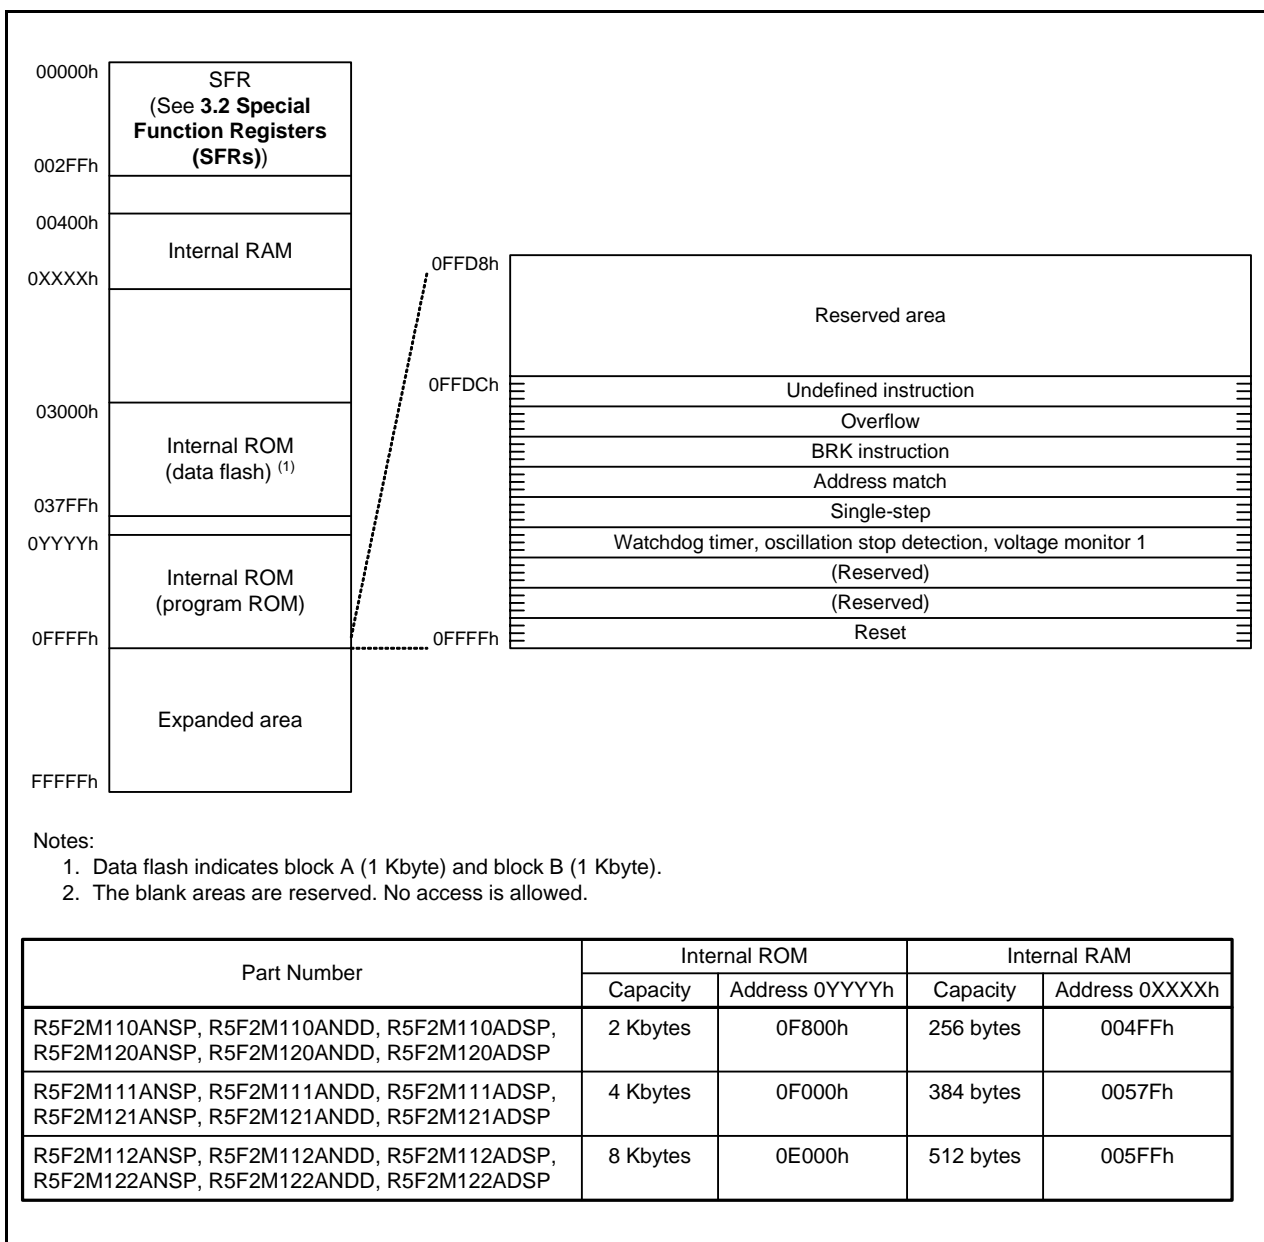 00000h
SFR
(See 3.2 Special
Function Registers
(SFRs))
002FFh
00400h
Internal RAM
0XXXXh
03000h
Internal ROM
(data flash) (1)
037FFh
0YYYYh
Internal ROM
(program ROM)
0FFFFh
Expanded area
FFFFFh
0FFD8h
Reserved area
0FFDCh
Undefined instruction
Overflow
BRK instruction
Address match
Single-step
Watchdog timer, oscillation stop detection, voltage monitor 1
(Reserved)
(Reserved)
0FFFFh
Reset
Notes:
1. Data flash indicates block A (1 Kbyte) and block B (1 Kbyte).
2. The blank areas are reserved. No access is allowed.
Part Number
Internal ROM
Internal RAM
Capacity
Address 0YYYYh
Capacity
Address 0XXXXh
R5F2M110ANSP, R5F2M110ANDD, R5F2M110ADSP,
R5F2M120ANSP, R5F2M120ANDD, R5F2M120ADSP
2 Kbytes
0F800h
256 bytes
004FFh
R5F2M111ANSP, R5F2M111ANDD, R5F2M111ADSP,
R5F2M121ANSP, R5F2M121ANDD, R5F2M121ADSP
4 Kbytes
0F000h
384 bytes
0057Fh
R5F2M112ANSP, R5F2M112ANDD, R5F2M112ADSP,
R5F2M122ANSP, R5F2M122ANDD, R5F2M122ADSP
8 Kbytes
0E000h
512 bytes
005FFh